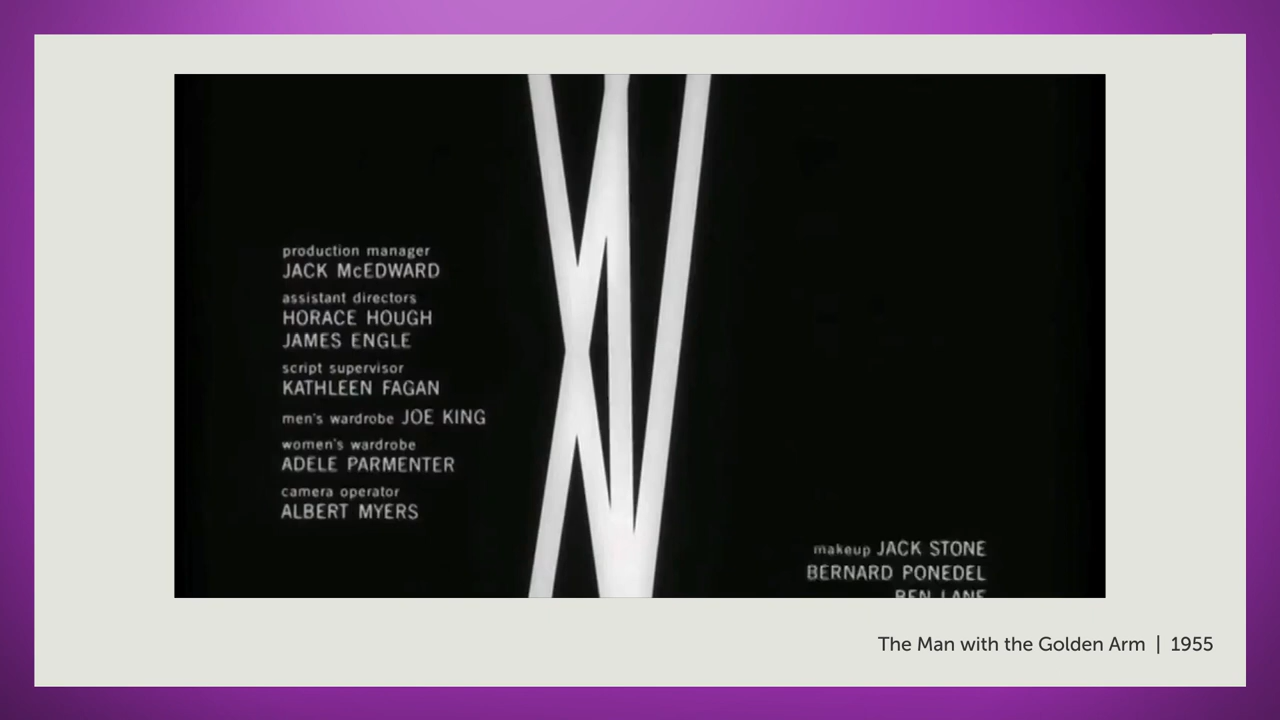 production manager
JACK McEDWARD
assistant directors
HORACE HOUGH
JAMES ENGLE
script supervisor
KATHLEEN FAGAN
men's wardrobe JOE KING
women's wardrobe
ADELE PARMENTER
camera operator
ALBERT MYERS
makeup JACK STONE
BERNARD PONEDEL
BEN LANE
The Man with the Golden Arm | 1955